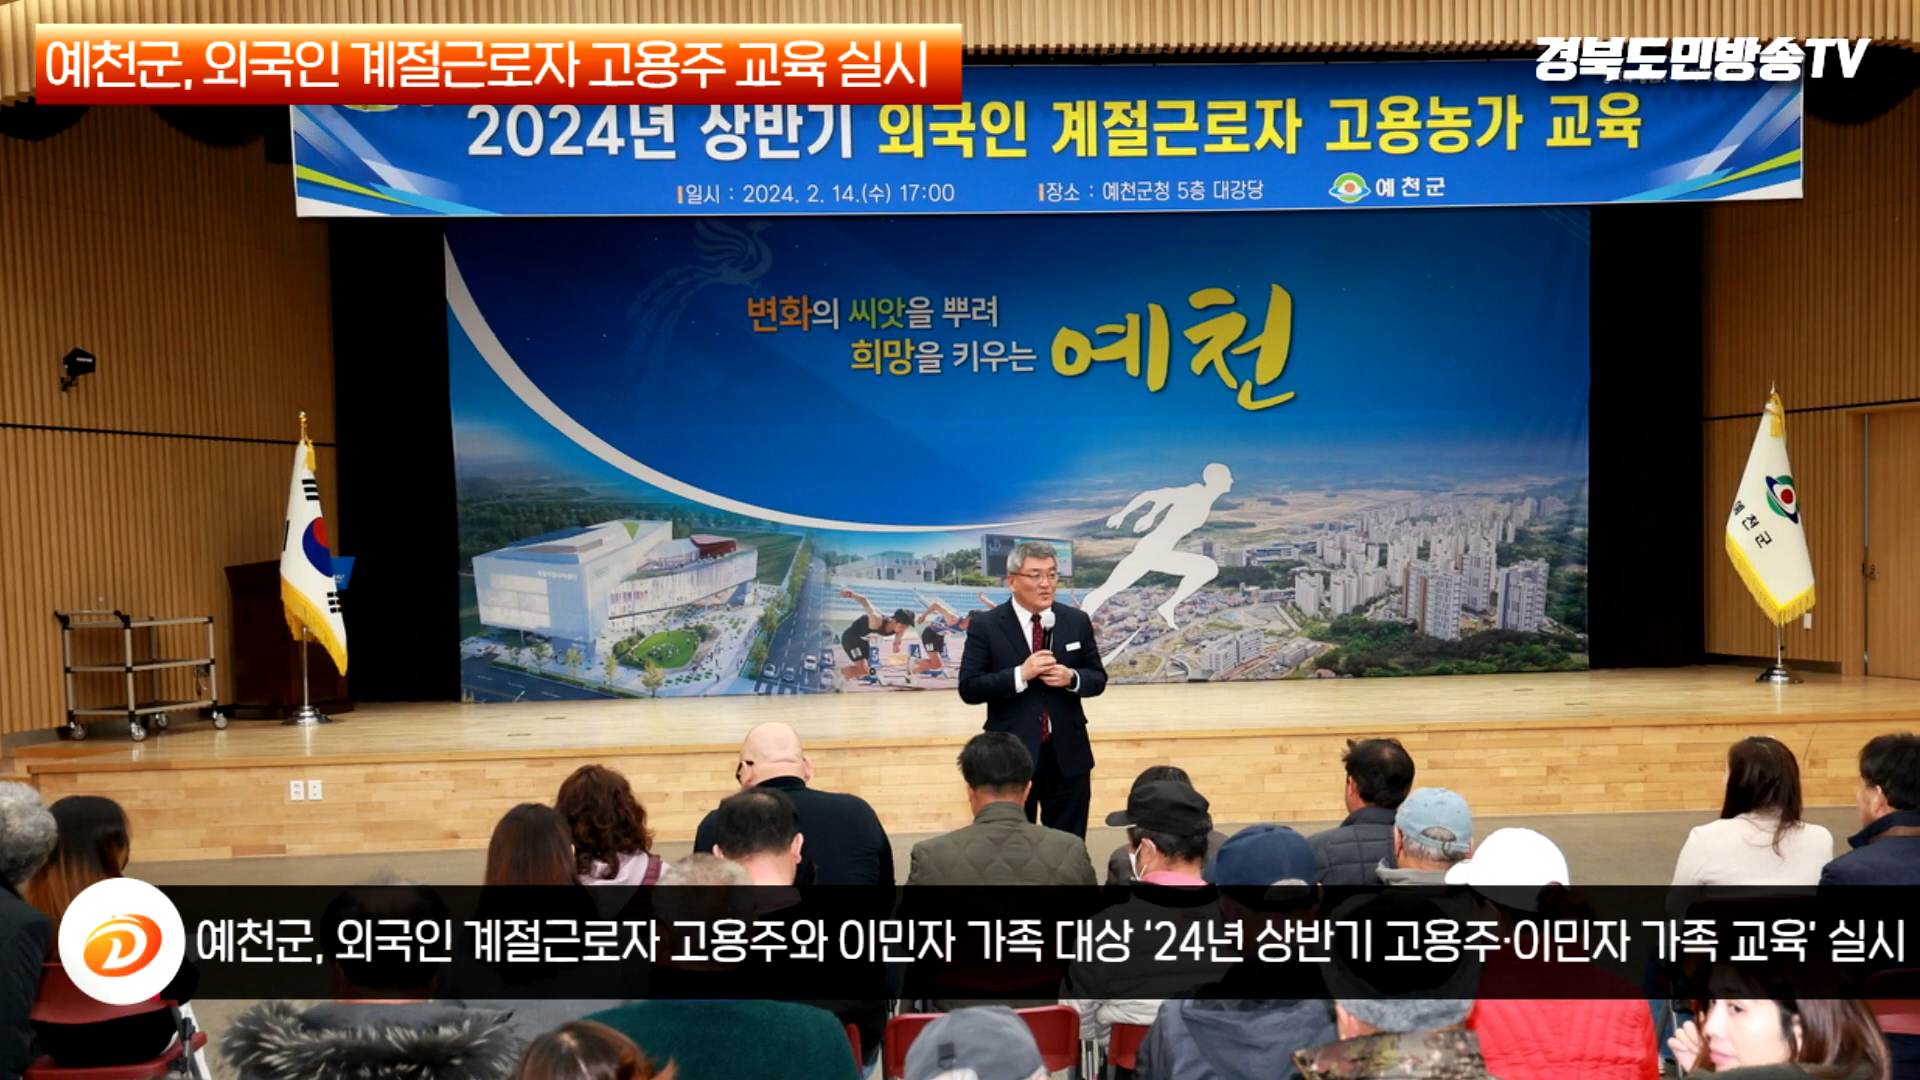 예천군, 외국인 계절근로자 고용주 교육 실시
경북도민방송TV
2024년 상반기 외국인 계절근로자 고용농가 교육
일시 : 2024. 2. 14.(수) 17:00
장소 : 예천군청 5층 대강당
예천군
변화의 씨앗을 뿌려
희망을 키우는 예천
예천군
예천군, 외국인 계절근로자 고용주와 이민자 가족 대상 ‘24년 상반기 고용주·이민자 가족 교육’ 실시